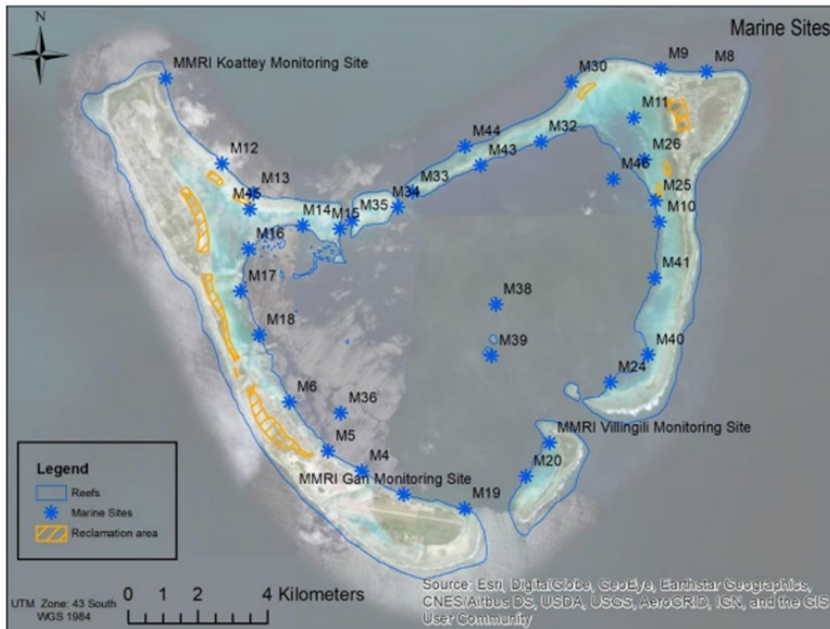 N
Marine Sites
MMRI Koattey Monitoring Site
M30
M9
M8
M11
M12
M44
M32
M26
M43
M46
M13
M33
M25
M45
M34
M10
M14
M15
M35
M16
M17
M41
M38
M18
M39
M40
M24
M6
M36
MMRI Villingili Monitoring Site
M5
M4
M20
MMRI Gan Monitoring Site
M19
Legend
Reefs
Marine Sites
Reclamation area
UTM Zone: 43 South
WGS 1984
0 1 2 4 Kilometers
Source: Esri, DigitalGlobe, GeoEye, Earthstar Geographics,
CNES/Airbus DS, USDA, USGS, AeroGRID, IGN, and the GIS
User Community